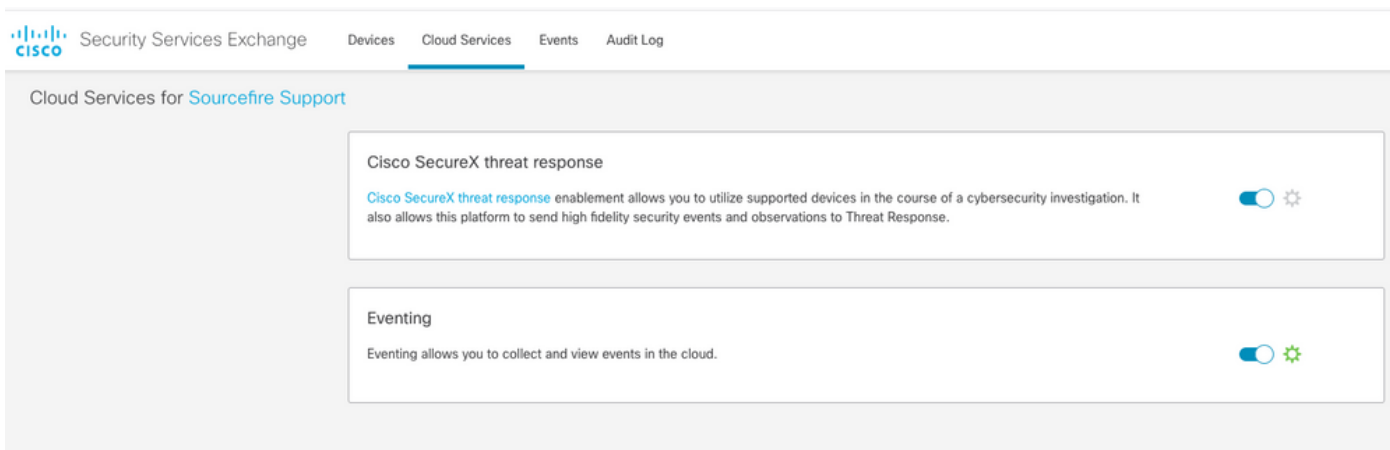 CISCO
Security Services Exchange
Devices
Cloud Services
Events
Audit Log
Cloud Services for Sourcefire Support
Cisco SecureX threat response
Cisco SecureX threat response enablement allows you to utilize supported devices in the course of a cybersecurity investigation. It
also allows this platform to send high fidelity security events and observations to Threat Response.
Eventing
Eventing allows you to collect and view events in the cloud.